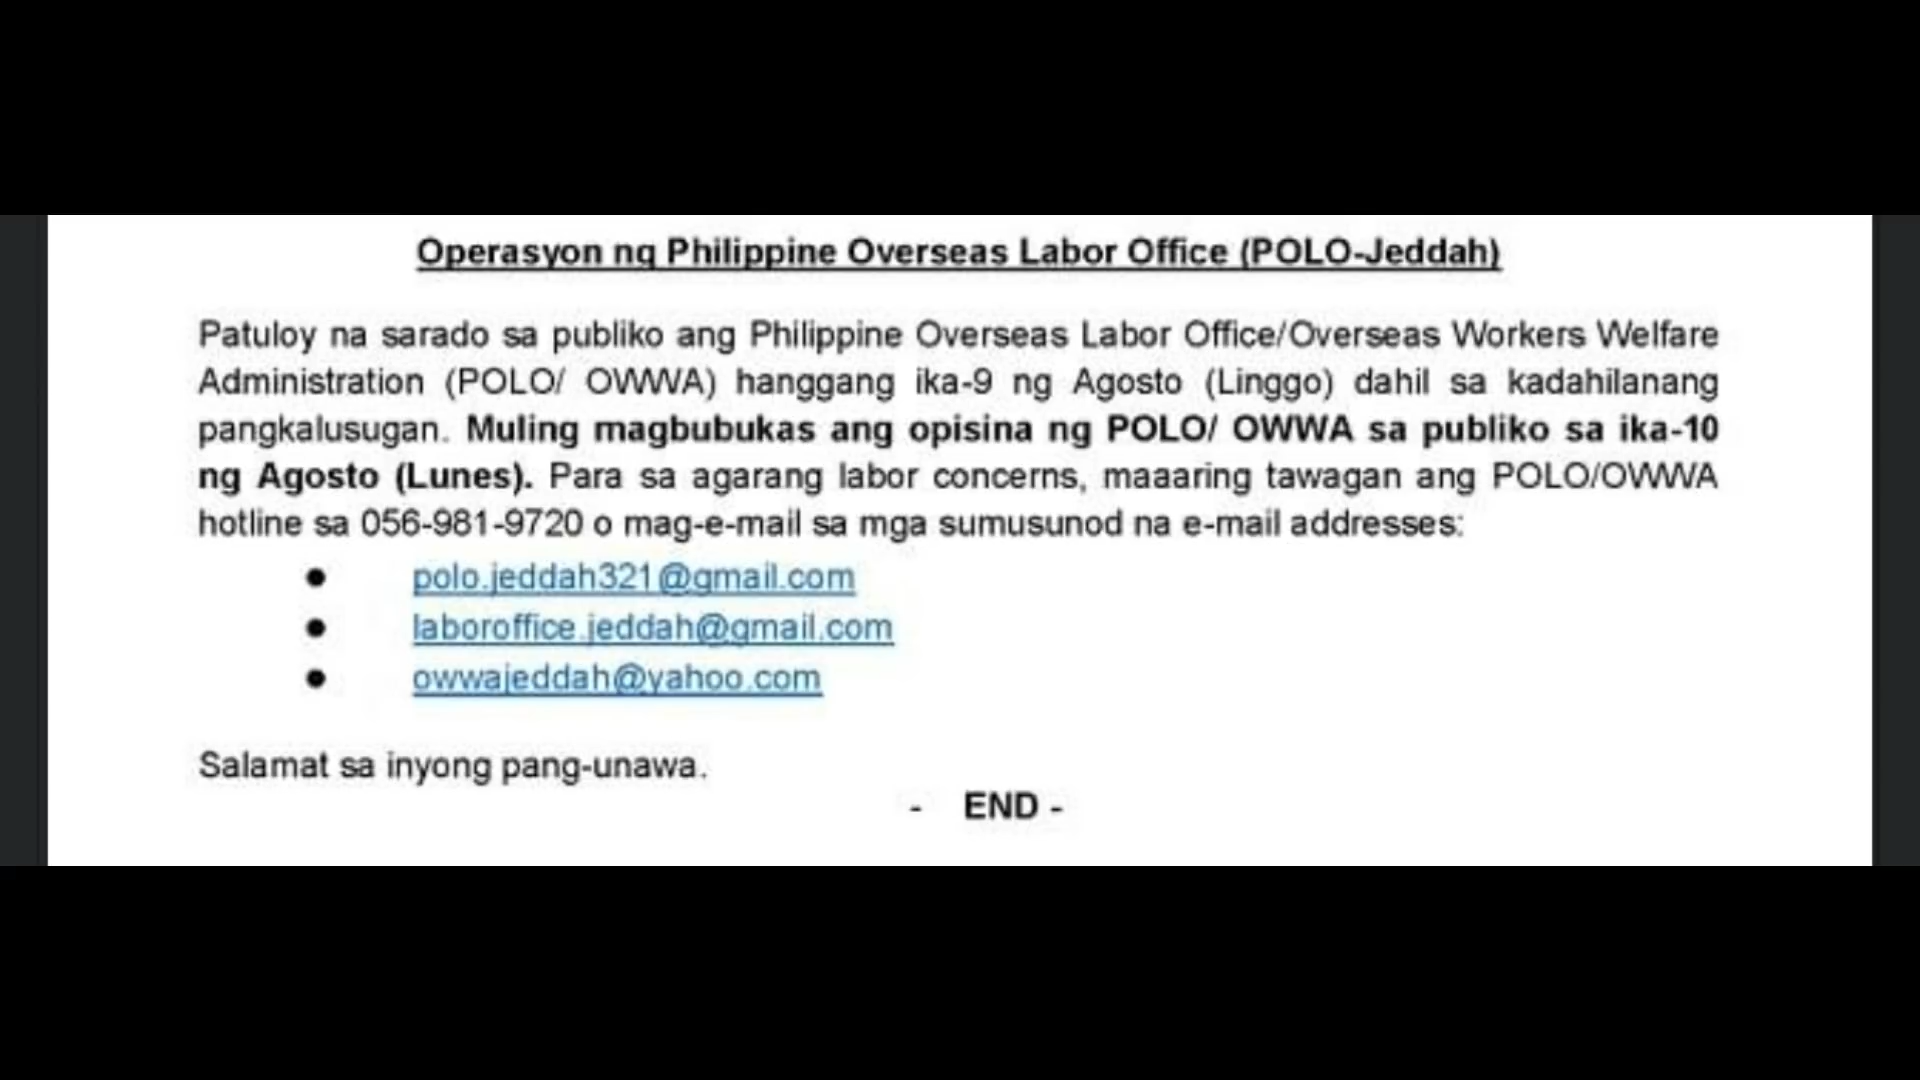 Operasyon ng Philippine Overseas Labor Office (POLO-Jeddah)
Patuloy na sarado sa publiko ang Philippine Overseas Labor Office/Overseas Workers Welfare
Administration (POLO/ OWWA) hanggang ika-9 ng Agosto (Linggo) dahil sa kadahilanang
pangkalusugan. Muling magbubukas ang opisina ng POLO/ OWWA sa publiko sa ika-10
ng Agosto (Lunes). Para sa agarang labor concerns, maaaring tawagan ang POLO/OWWA
hotline sa 056-981-9720 o mag-e-mail sa mga sumusunod na e-mail addresses:
● polo.jeddah321@gmail.com
● laboroffice.jeddah@gmail.com
● owwajeddah@yahoo.com
Salamat sa inyong pang-unawa.
- END -